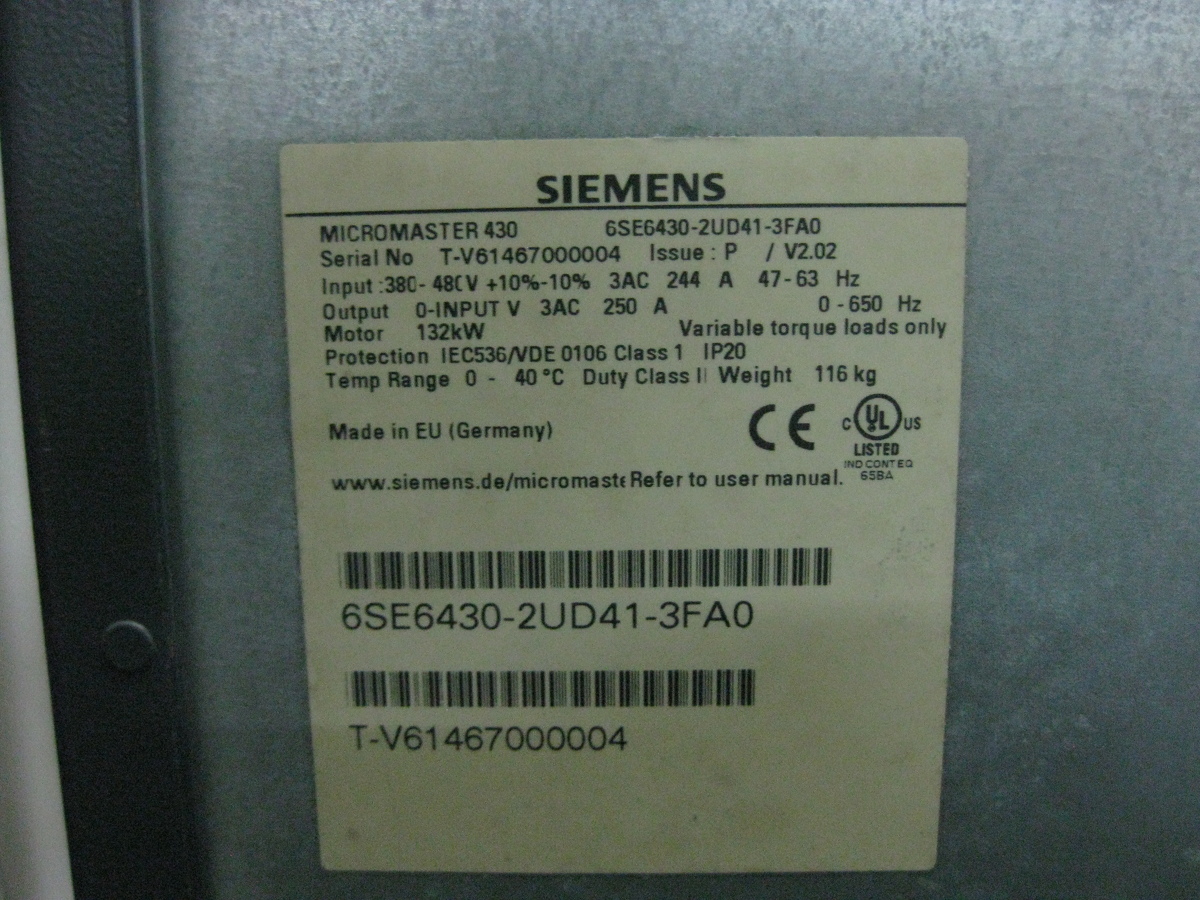 SIEMENS
MICROMASTER 430 6SE6430-2UD41-3FA0
Serial No T-V61467000004 Issue : P / V2.02
Input :380- 480V +10%-10% 3AC 244 A 47-63 Hz
Output 0-INPUT V 3AC 250 A 0-650 Hz
Motor 132kW Variable torque loads only
Protection IEC536/VDE 0106 Class 1 IP20
Temp Range 0 - 40°C Duty Class II Weight 116 kg
Made in EU (Germany)
CE
C UL US
LISTED
IND CONT EQ
65BA
www.siemens.de/micromaste Refer to user manual.
6SE6430-2UD41-3FA0
T-V61467000004